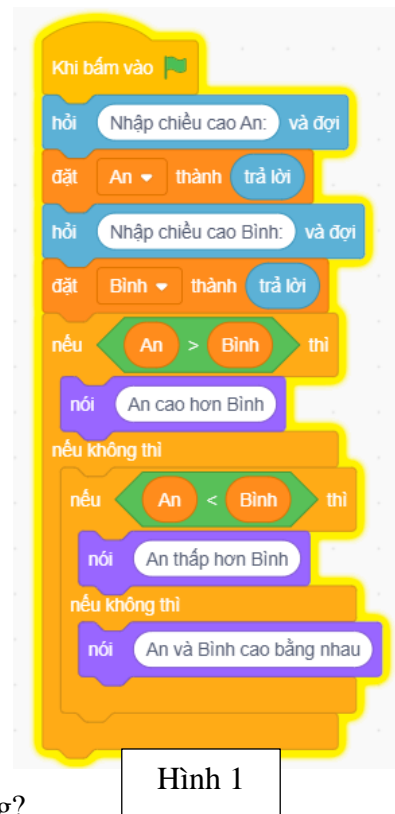 Khi bấm vào
hỏi Nhập chiều cao An: và đợi
đặt An thành trả lời
hỏi Nhập chiều cao Bình: và đợi
đặt Bình thành trả lời
nếu An > Bình thì
nói An cao hơn Bình
nếu không thì
nếu An < Bình thì
nói An thấp hơn Bình
nếu không thì
nói An và Bình cao bằng nhau
Hình 1